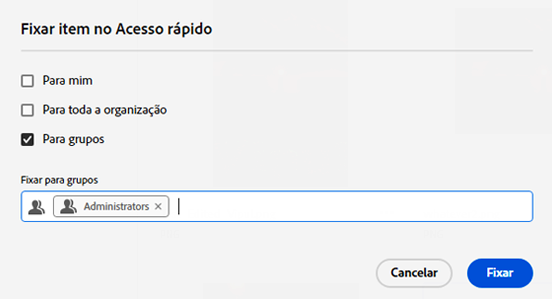 Fixar item no Acesso rápido
Para mim
Para toda a organização
Para grupos
Fixar para grupos
Administrators ×
Cancelar Fixar